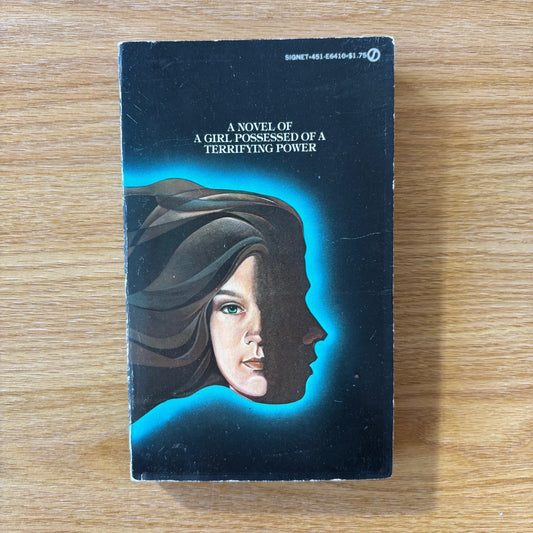 SIGNET•451-E6410•$1.75
A NOVEL OF
A GIRL POSSESSED OF A
TERRIFYING POWER